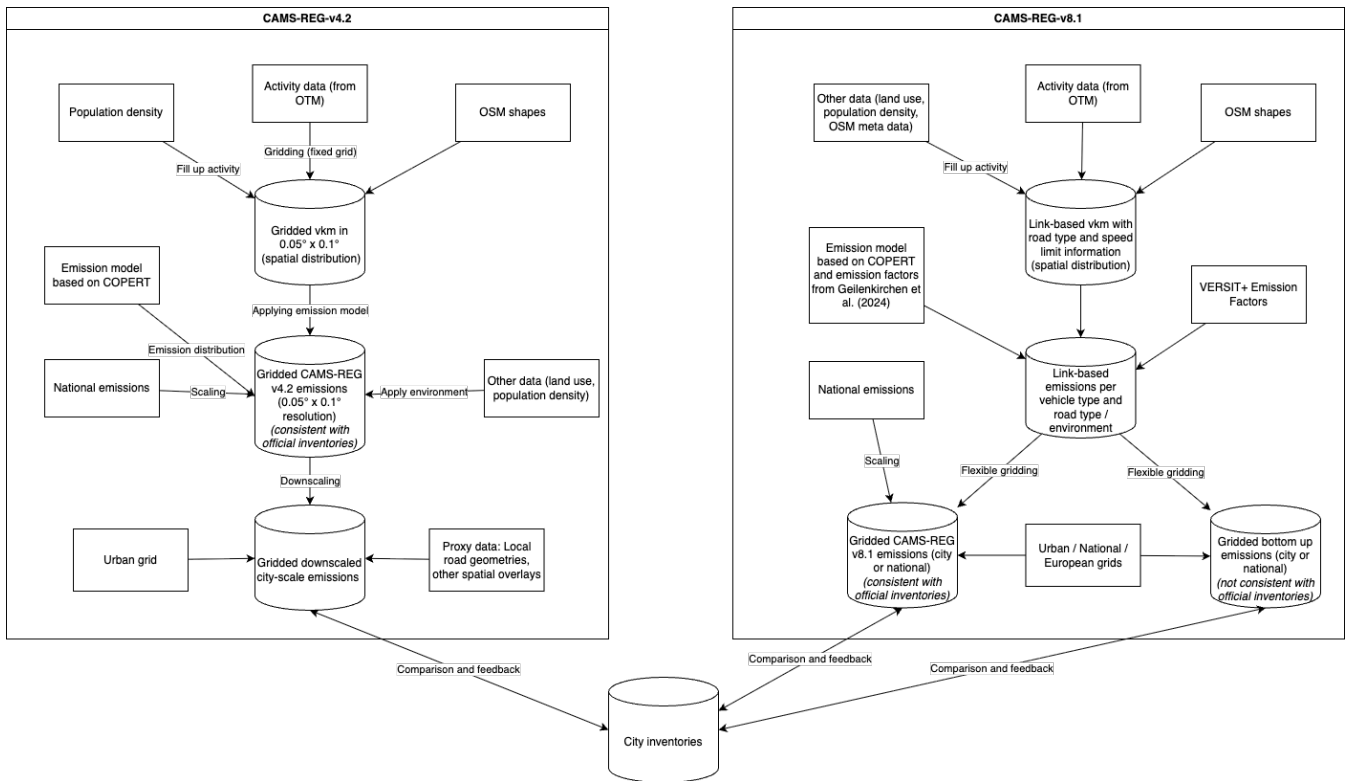 CAMS-REG-v4.2
Population density
Activity data (from
OTM)
OSM shapes
Fill up activity
Gridding (fixed grid)
Gridded vkm in
0.05° x 0.1°
(spatial distribution)
Emission model
based on COPERT
Applying emission model
Emission distribution
National emissions
Scaling
Gridded CAMS-REG
v4.2 emissions
(0.05° x 0.1°
resolution)
(consistent with
official inventories)
Apply environment
Other data (land use,
population density)
Downscaling
Urban grid
Gridded downscaled
city-scale emissions
Proxy data: Local
road geometries,
other spatial overlays
CAMS-REG-v8.1
Other data (land use,
population density,
OSM meta data)
Activity data (from
OTM)
OSM shapes
Fill up activity
Link-based vkm with
road type and speed
limit information
(spatial distribution)
Emission model
based on COPERT
and emission factors
from Geilenkirchen et
al. (2024)
VERSIT+ Emission
Factors
Link-based
emissions per
vehicle type and
road type /
environment
National emissions
Scaling
Flexible gridding
Flexible gridding
Gridded CAMS-REG
v8.1 emissions (city
or national)
(consistent with
official inventories)
Urban / National /
European grids
Gridded bottom up
emissions (city or
national)
(not consistent with
official inventories)
Comparison and feedback
Comparison and feedback
Comparison and feedback
City inventories